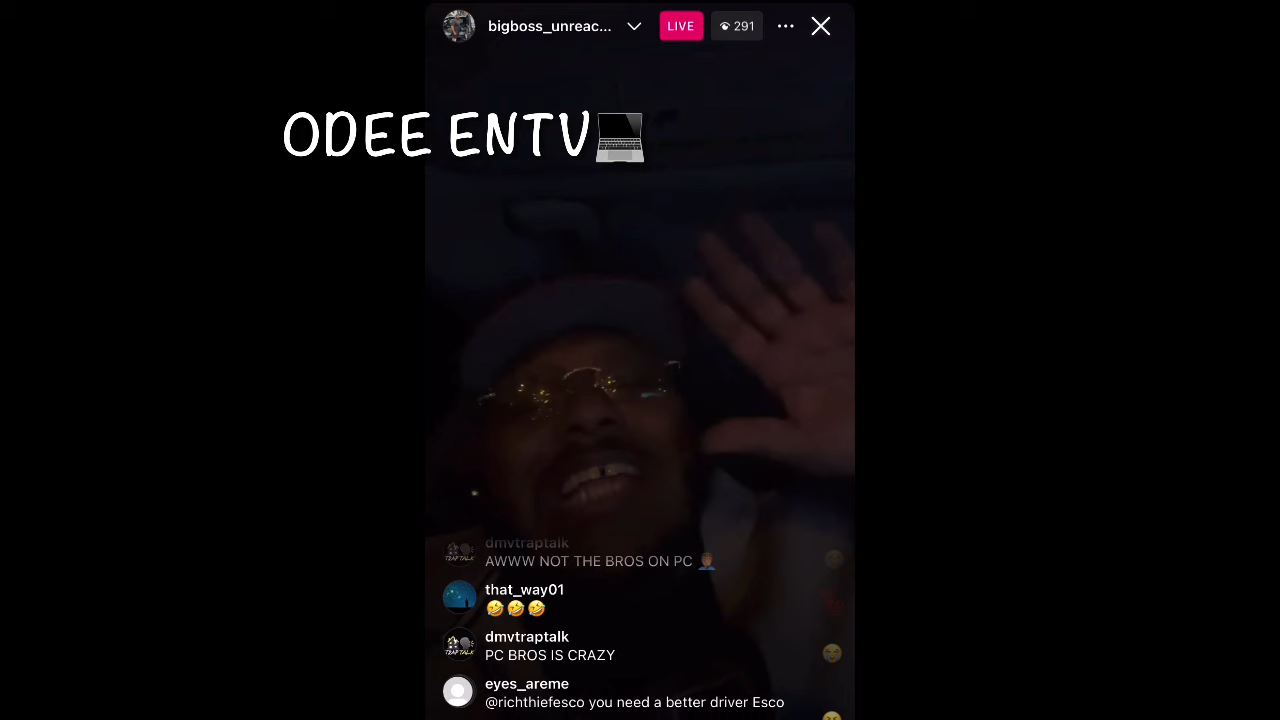 bigboss_unreac... LIVE 291
ODEE ENTV
dmvtraptalk
AWWW NOT THE BROS ON PC
that_way01
🤣🤣🤣
dmvtraptalk
PC BROS IS CRAZY
eyes_areme
@richthiefesco you need a better driver Esco